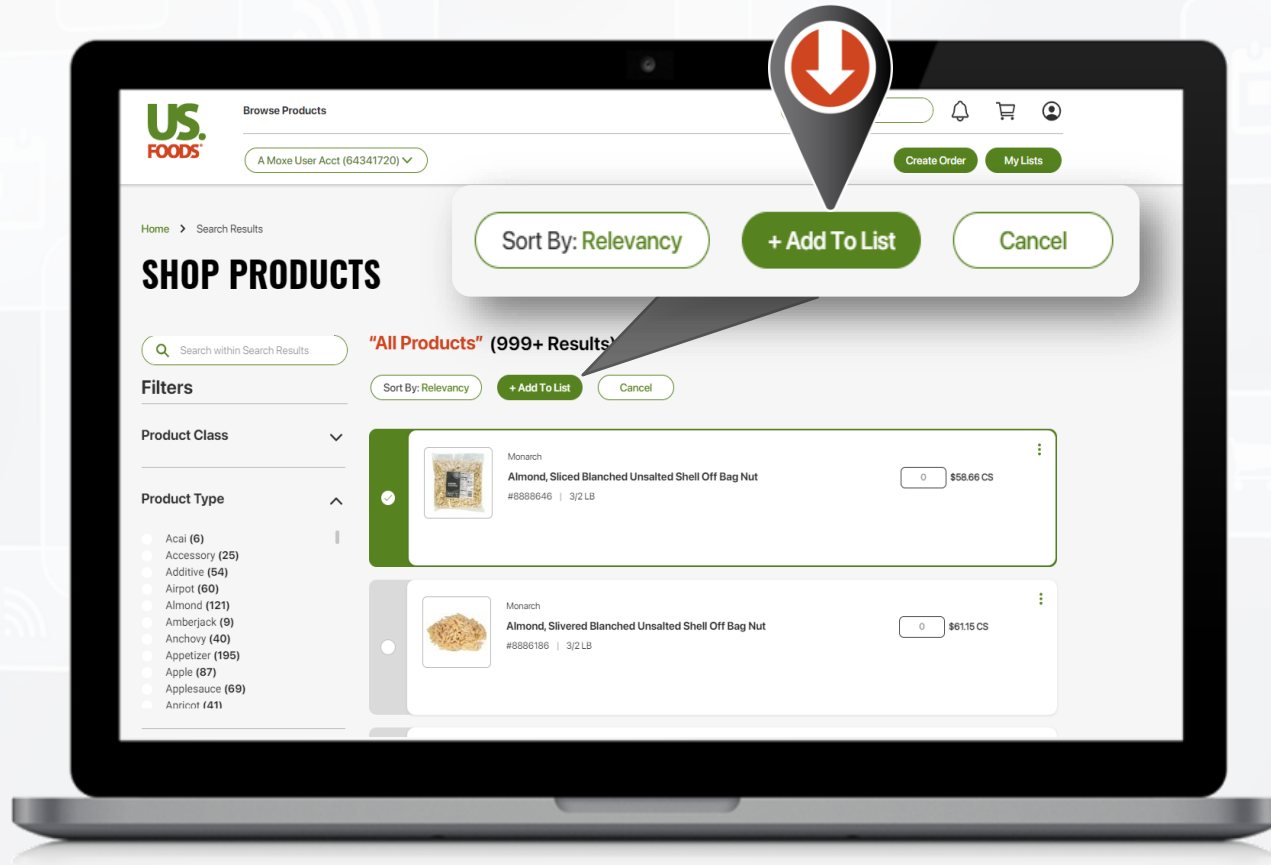 US.
FOODS®
Browse Products
A Moxe User Acct (64341720)
Create Order
My Lists
Sort By: Relevancy
+ Add To List
Cancel
Home > Search Results
SHOP PRODUCTS
Search within Search Results
"All Products" (999+ Results)
Filters
Sort By: Relevancy
+ Add To List
Cancel
Product Class
Monarch
Almond, Sliced Blanched Unsalted Shell Off Bag Nut
#8888646 | 3/2 LB
0
$58.66 CS
Product Type
Acai (6)
Accessory (25)
Additive (54)
Airpot (60)
Almond (121)
Amberjack (9)
Anchovy (40)
Appetizer (195)
Apple (87)
Applesauce (69)
Apricot (41)
Monarch
Almond, Slivered Blanched Unsalted Shell Off Bag Nut
#8886186 | 3/2 LB
0
$61.15 CS